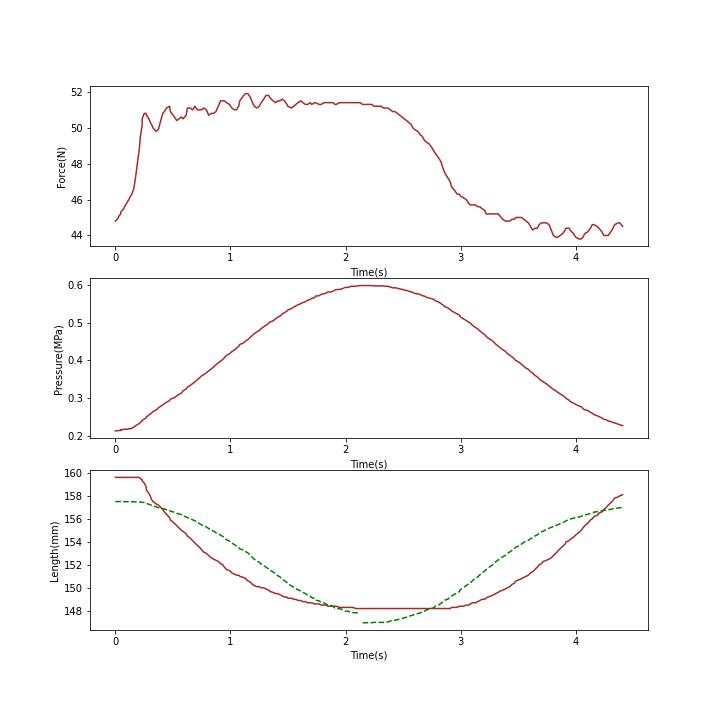 52
50
48
46
44
Force(N)
0 1 2 3 4
Time(s)
0.6
0.5
0.4
0.3
0.2
Pressure(MPa)
0 1 2 3 4
Time(s)
160
158
156
154
152
150
148
Length(mm)
0 1 2 3 4
Time(s)